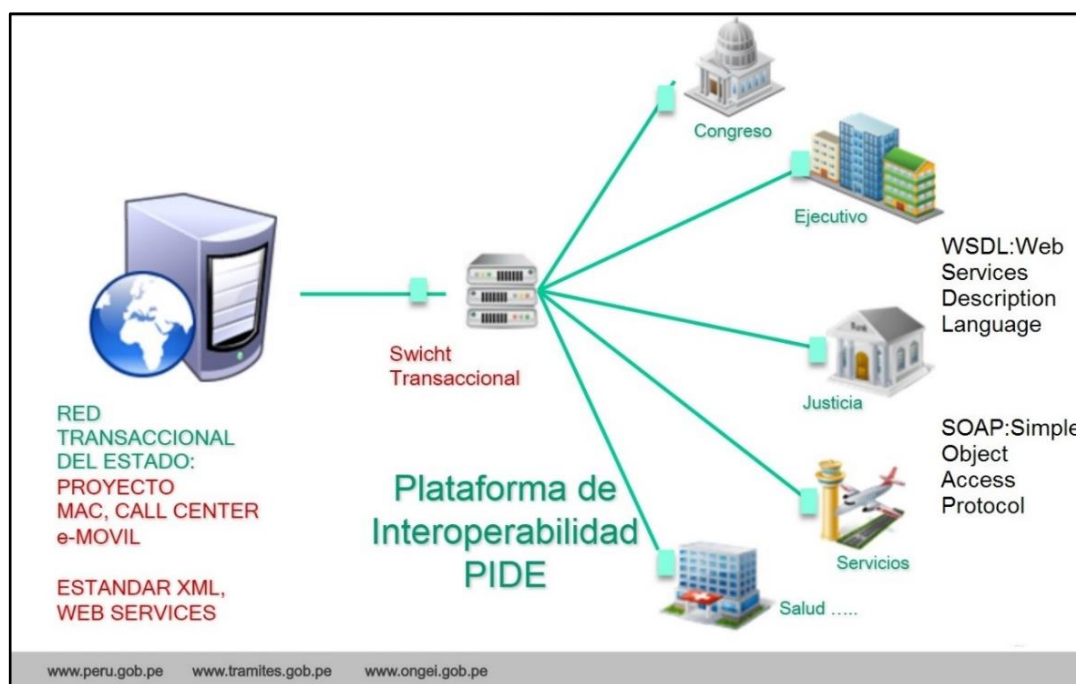 Congreso
Ejecutivo
WSDL:Web
Services
Description
Language
Swicht
Transaccional
Justicia
RED
TRANSACCIONAL
DEL ESTADO:
PROYECTO
MAC, CALL CENTER
e-MOVIL
SOAP:Simple
Object
Access
Protocol
Plataforma de
Interoperabilidad
PIDE
Servicios
ESTANDAR XML,
WEB SERVICES
Salud .....
www.peru.gob.pe www.tramites.gob.pe www.ongei.gob.pe